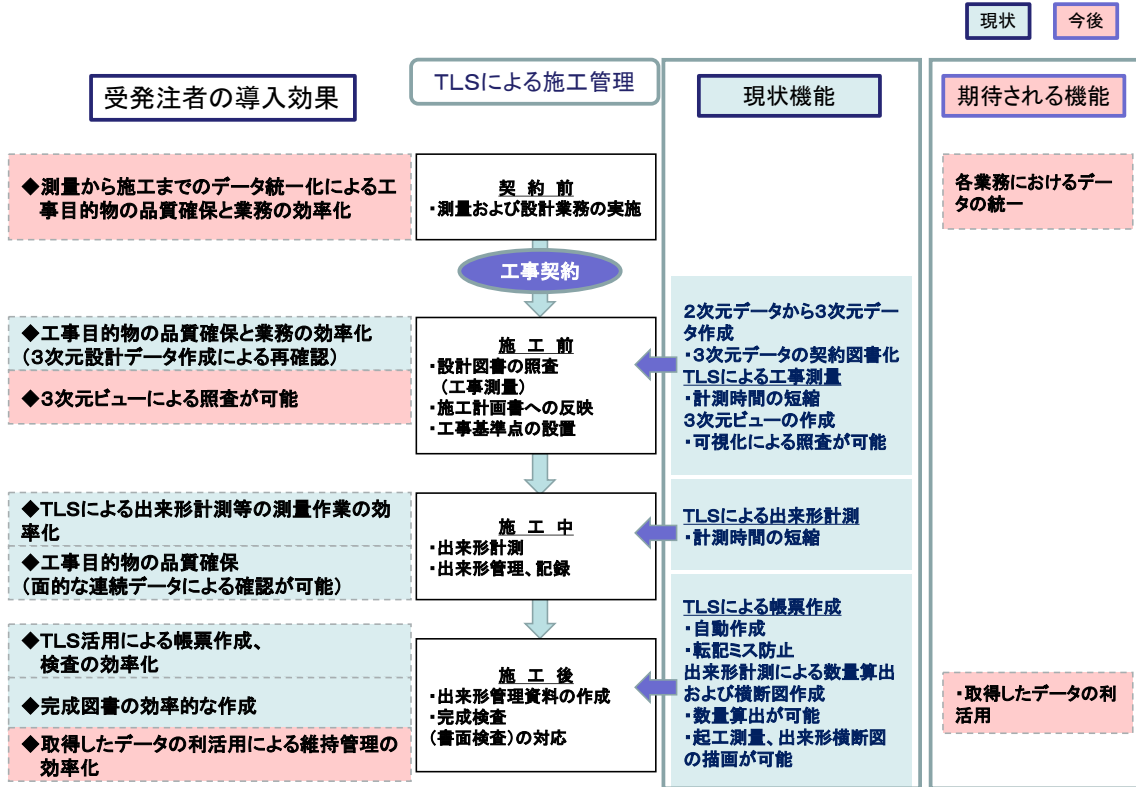 現状
今後
受発注者の導入効果
TLSによる施工管理
現状機能
期待される機能
◆測量から施工までのデータ統一化による工
事目的物の品質確保と業務の効率化
契 約 前
・測量および設計業務の実施
各業務におけるデー
タの統一
工事契約
◆工事目的物の品質確保と業務の効率化
(3次元設計データ作成による再確認)
◆3次元ビューによる照査が可能
施 工 前
・設計図書の照査
(工事測量)
・施工計画書への反映
・工事基準点の設置
2次元データから3次元デー
タ作成
・3次元データの契約図書化
TLSによる工事測量
・計測時間の短縮
3次元ビューの作成
・可視化による照査が可能
◆TLSによる出来形計測等の測量作業の効
率化
◆工事目的物の品質確保
(面的な連続データによる確認が可能)
施 工 中
・出来形計測
・出来形管理、記録
TLSによる出来形計測
・計測時間の短縮
◆TLS活用による帳票作成、
検査の効率化
◆完成図書の効率的な作成
◆取得したデータの利活用による維持管理の
効率化
施 工 後
・出来形管理資料の作成
・完成検査
(書面検査)の対応
TLSによる帳票作成
・自動作成
・転記ミス防止
出来形計測による数量算出
および横断図作成
・数量算出が可能
・起工測量、出来形横断図
の描画が可能
・取得したデータの利
活用